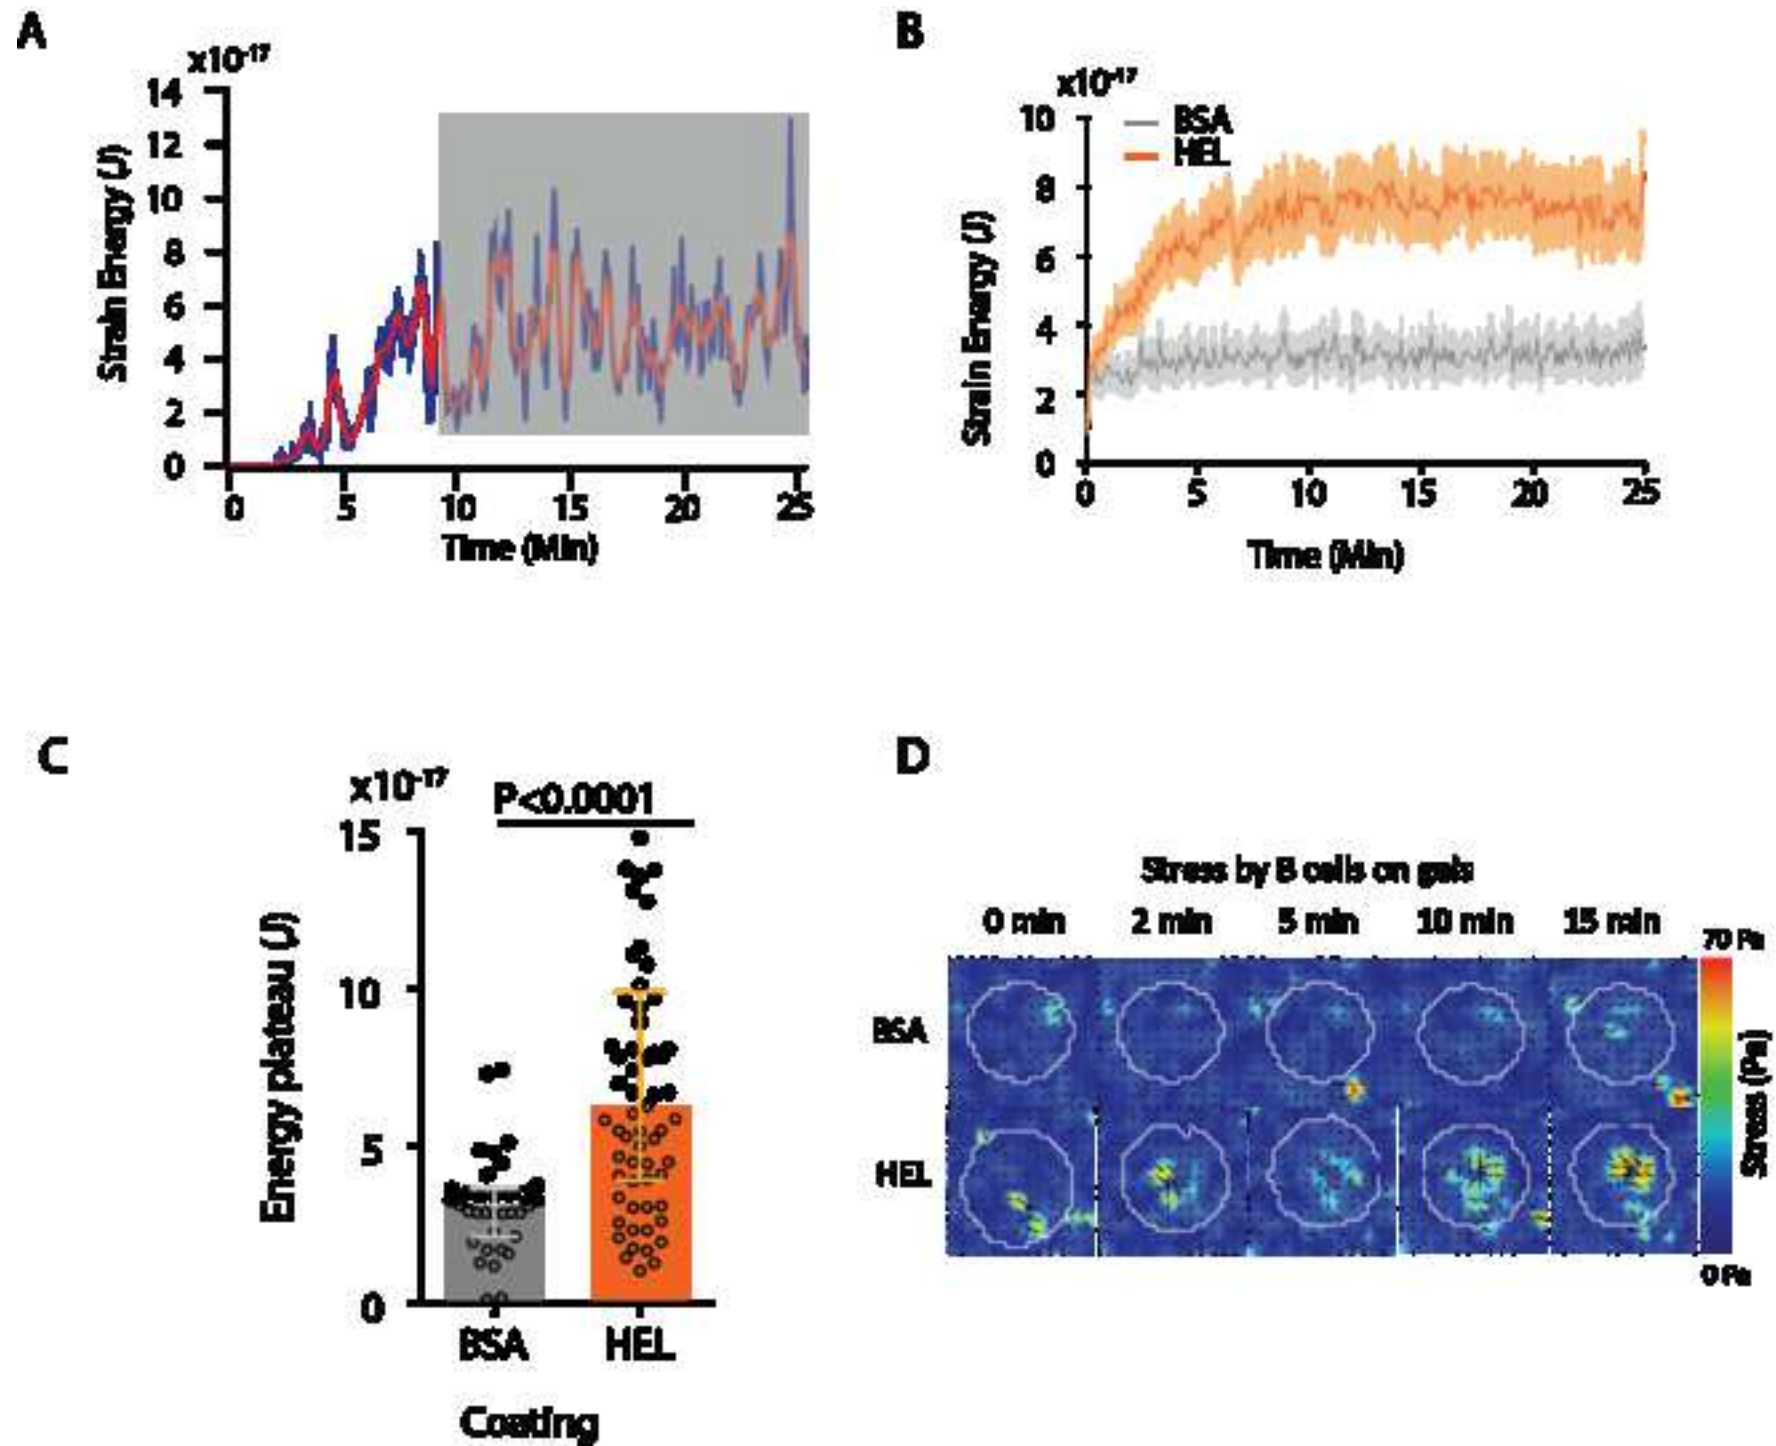 A
x10⁻¹⁷
14
12
10
8
6
4
2
0
Strain Energy (J)
0 5 10 15 20 25
Time (Min)
B
x10⁻¹⁷
BSA
HEL
10
8
6
4
2
0
Strain Energy (J)
0 5 10 15 20 25
Time (Min)
C
x10⁻¹⁷
P<0.0001
15
10
5
0
Energy plateau (J)
BSA HEL
Coating
D
Stress by B cells on gels
0 min 2 min 5 min 10 min 15 min
70 Pa
BSA
HEL
Stress (Pa)
0 Pa